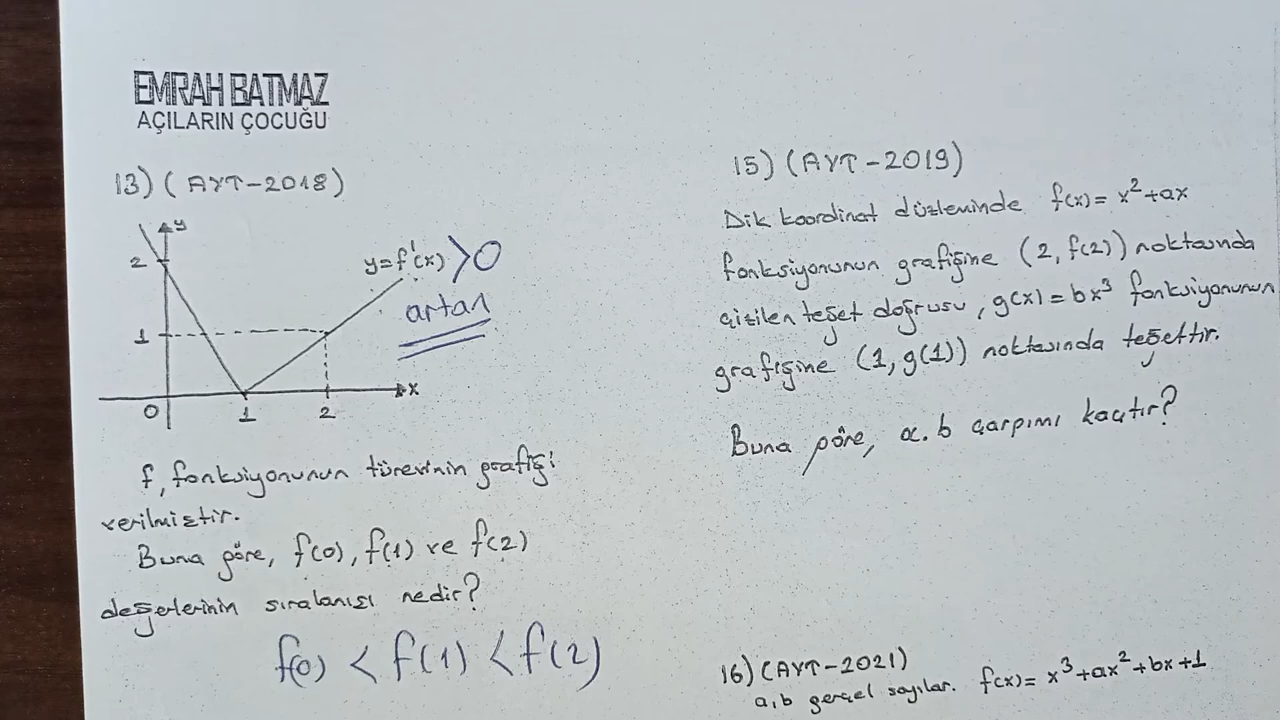 EMRAH BATMAZ
AÇILARIN ÇOCUĞU
13) (AYT-2018)
y
2
y=f'(x) >0
artan
1
0 1 2 x
f, fonksiyonunun türevinin grafiği
verilmiştir.
Buna göre, f(0), f(1) ve f(2)
değerlerinin sıralanışı nedir?
f(0) < f(1) < f(2)
15) (AYT-2019)
Dik koordinat düzleminde f(x)= x²+ax
fonksiyonunun grafiğine (2, f(2)) noktasında
çizilen teğet doğrusu, g(x)= bx³ fonksiyonunun
grafiğine (1, g(1)) noktasında teğettir.
Buna göre, a.b çarpımı kaçtır?
16) (AYT-2021)
a,b gerçel sayılar. f(x)= x³+ax²+bx+1